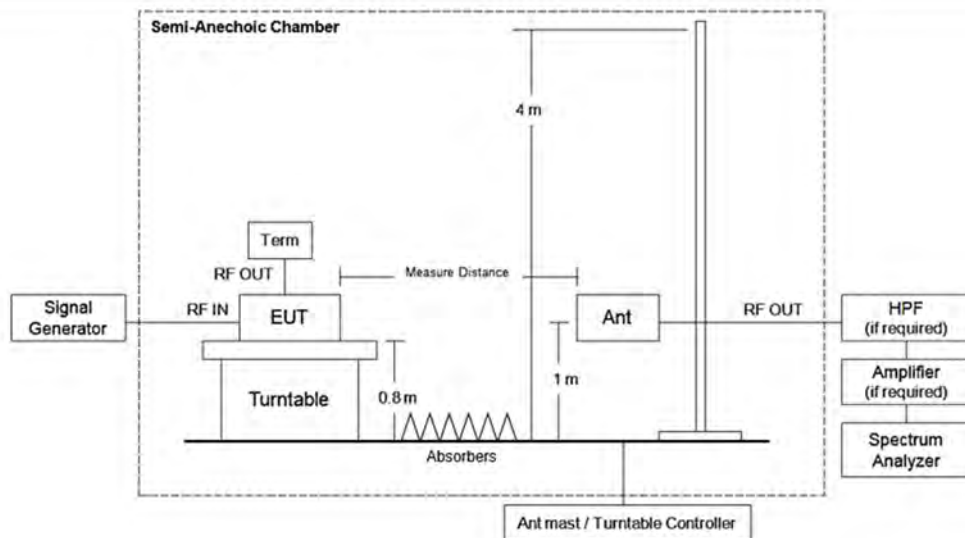 Semi-Anechoic Chamber
4 m
Term
RF OUT
Measure Distance
Signal
Generator
RF IN
EUT
Ant
RF OUT
HPF
(if required)
1 m
Turntable
0.8 m
Amplifier
(if required)
Absorbers
Spectrum
Analyzer
Ant mast / Turntable Controller